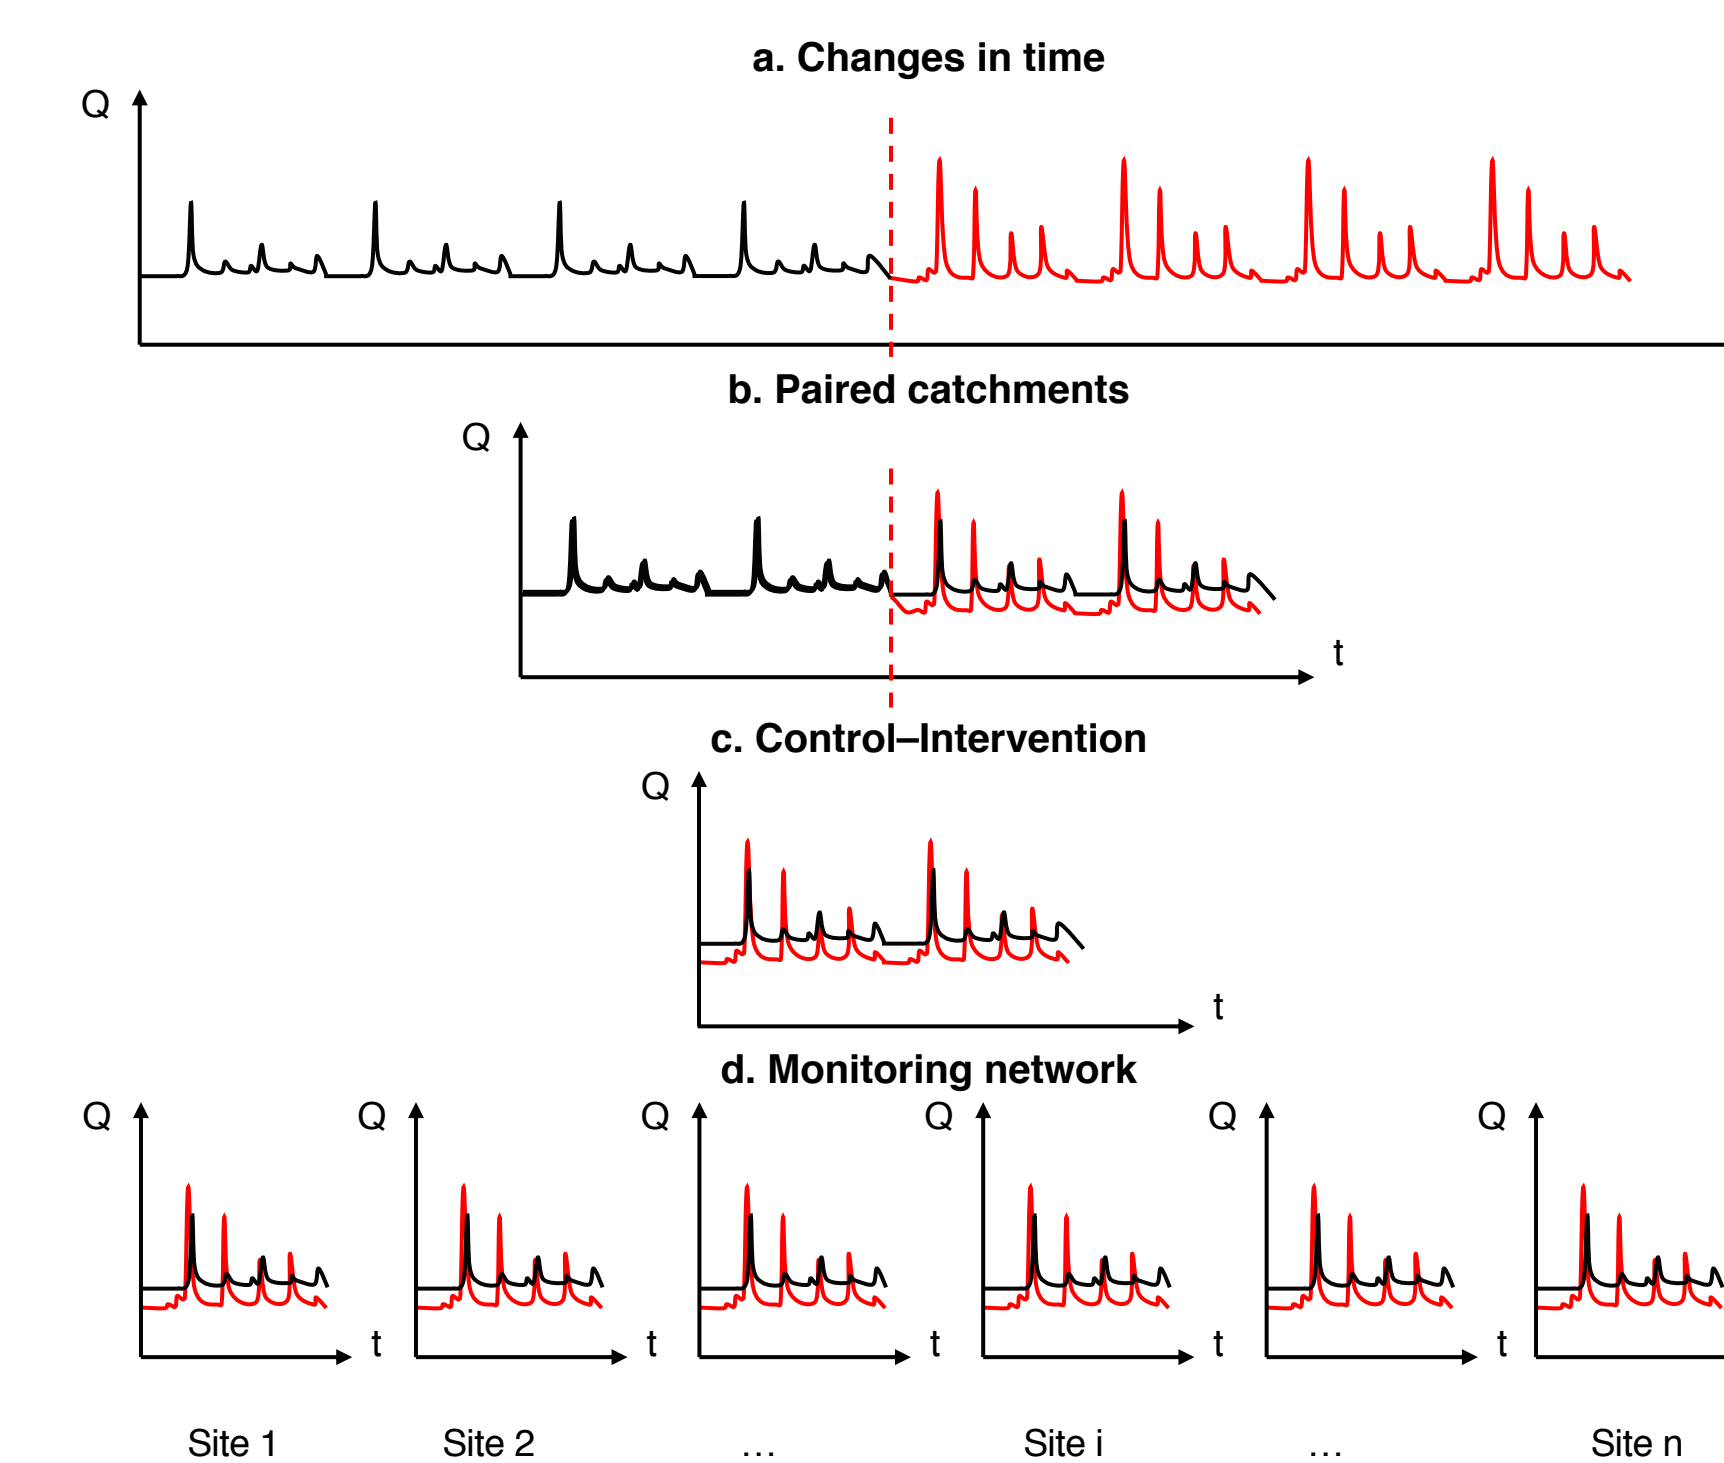 a. Changes in time
Q
b. Paired catchments
Q
t
c. Control–Intervention
Q
t
d. Monitoring network
Q Q Q Q Q Q
t t t t t
Site 1 Site 2 … Site i … Site n